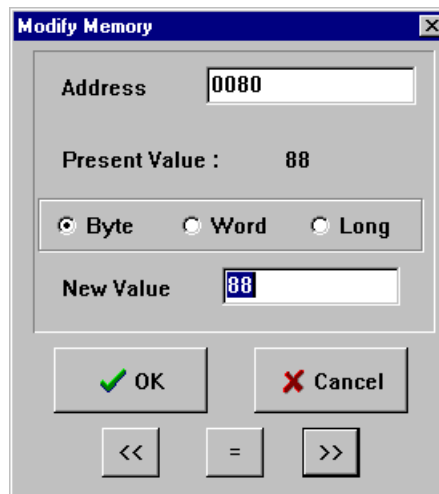 Modify Memory
Address 0080
Present Value : 88
Byte Word Long
New Value 88
OK Cancel
<< = >>